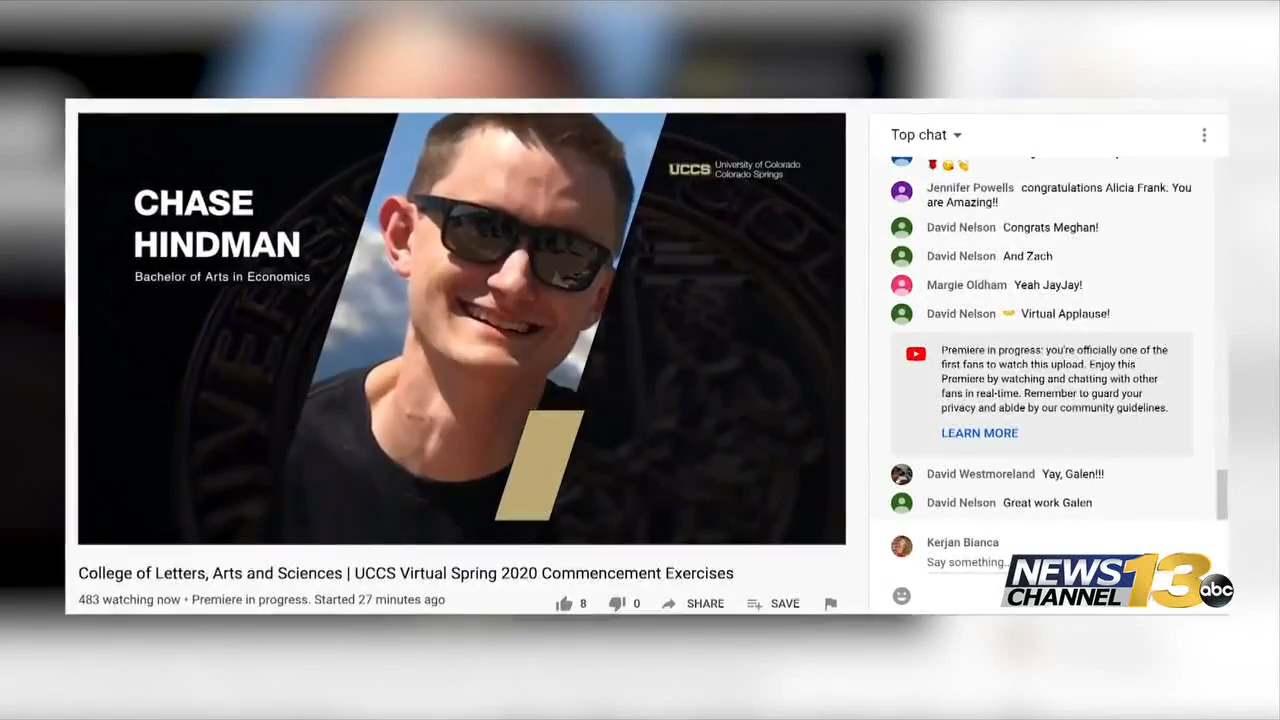 CHASE
HINDMAN
Bachelor of Arts in Economics
UCCS University of Colorado
Colorado Springs
College of Letters, Arts and Sciences | UCCS Virtual Spring 2020 Commencement Exercises
483 watching now • Premiere in progress. Started 27 minutes ago
8
0
SHARE
SAVE
Top chat
Jennifer Powells congratulations Alicia Frank. You
are Amazing!!
David Nelson Congrats Meghan!
David Nelson And Zach
Margie Oldham Yeah JayJay!
David Nelson Virtual Applause!
Premiere in progress: you're officially one of the
first fans to watch this upload. Enjoy this
Premiere by watching and chatting with other
fans in real-time. Remember to guard your
privacy and abide by our community guidelines.
LEARN MORE
David Westmoreland Yay, Galen!!!
David Nelson Great work Galen
Kerjan Bianca
Say something..
NEWS
CHANNEL 13 abc